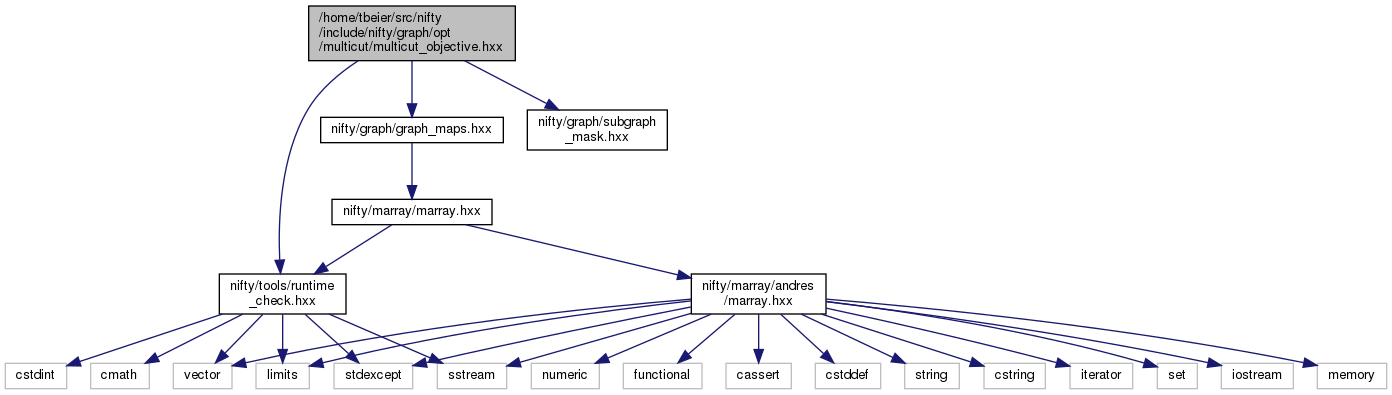 /home/tbeier/src/nifty
/include/nifty/graph/opt
/multicut/multicut_objective.hxx
nifty/graph/graph_maps.hxx
nifty/graph/subgraph
_mask.hxx
nifty/marray/marray.hxx
nifty/tools/runtime
_check.hxx
nifty/marray/andres
/marray.hxx
cstdint
cmath
vector
limits
stdexcept
sstream
numeric
functional
cassert
cstddef
string
cstring
iterator
set
iostream
memory